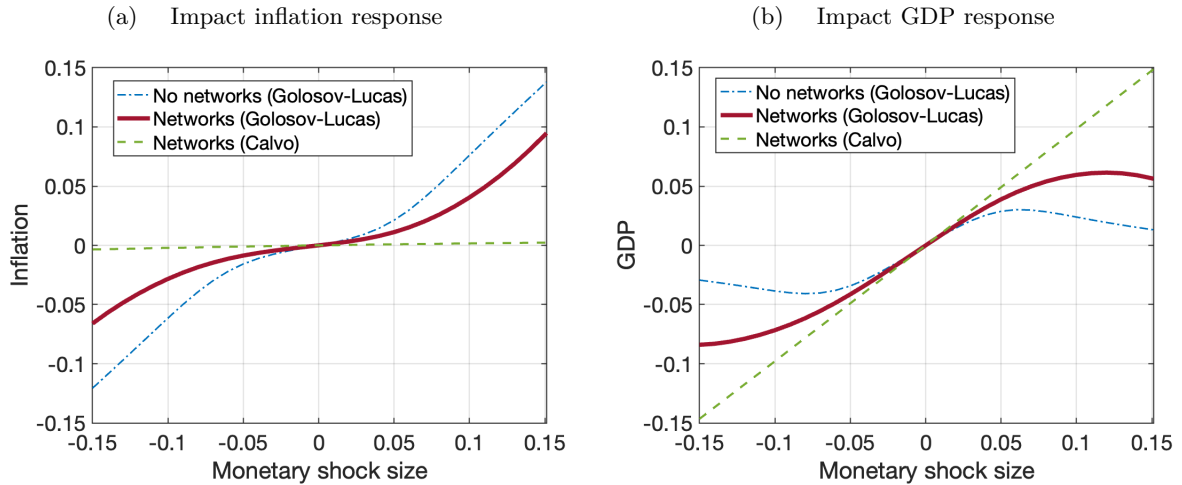 (a) Impact inflation response
0.15
0.1
0.05
0
-0.05
-0.1
-0.15
Inflation
No networks (Golosov-Lucas)
Networks (Golosov-Lucas)
Networks (Calvo)
-0.15 -0.1 -0.05 0 0.05 0.1 0.15
Monetary shock size
(b) Impact GDP response
0.15
0.1
0.05
0
-0.05
-0.1
-0.15
GDP
No networks (Golosov-Lucas)
Networks (Golosov-Lucas)
Networks (Calvo)
-0.15 -0.1 -0.05 0 0.05 0.1 0.15
Monetary shock size